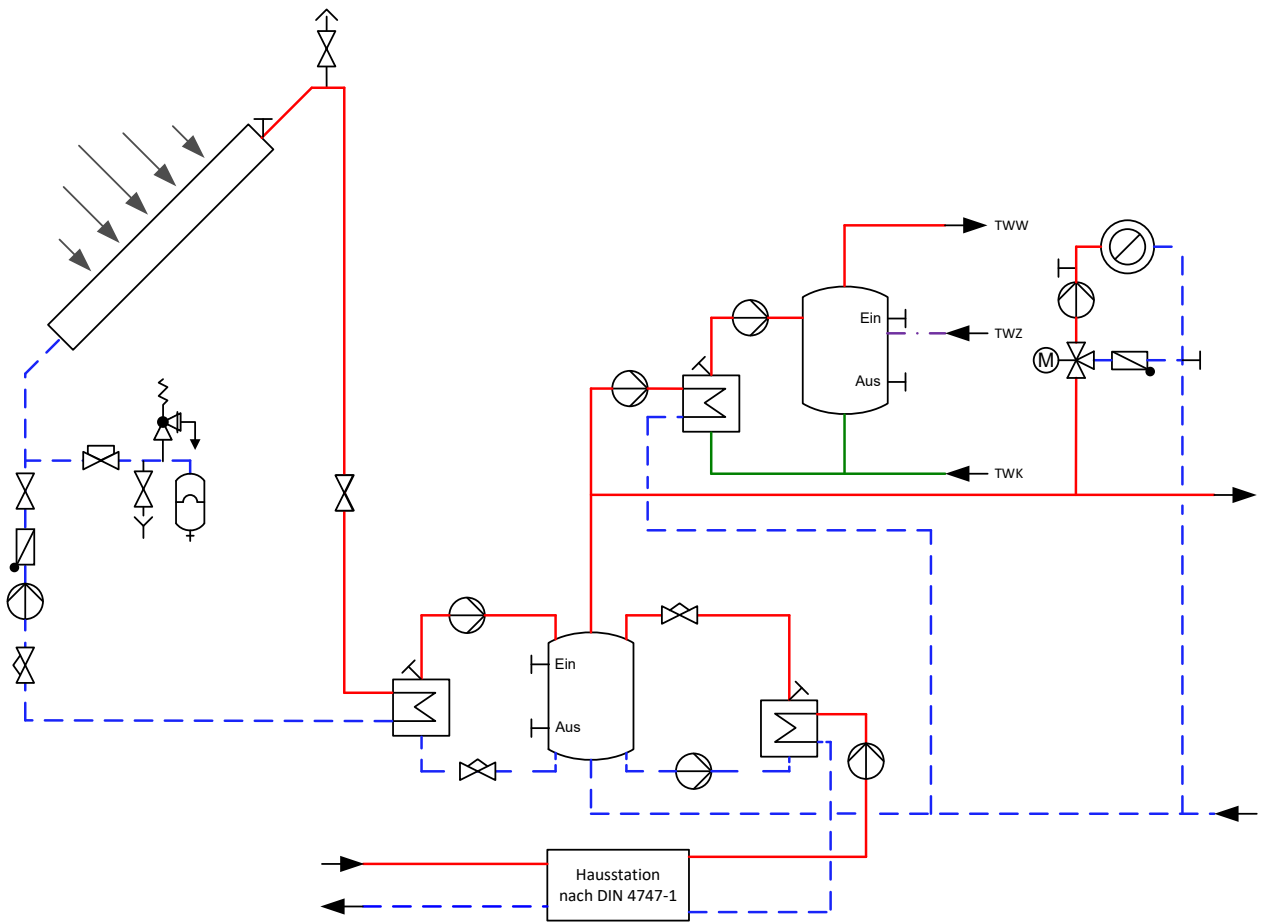 TWW
Ein
TWZ
M
Aus
TWK
Ein
Aus
Hausstation
nach DIN 4747-1